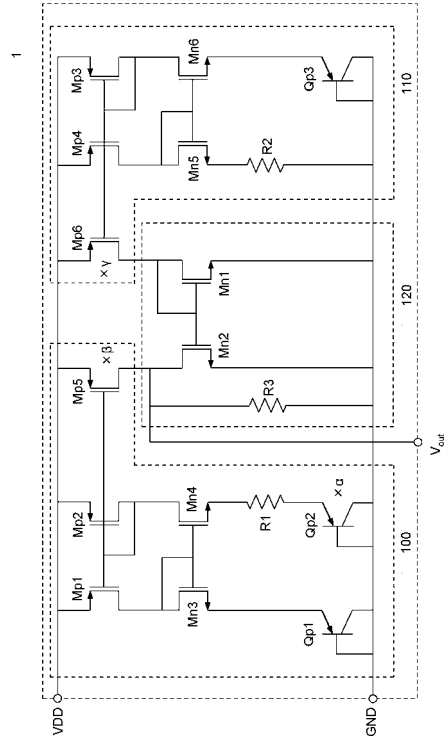 1
VDD
GND
Mp1
Mp2
Mp5
× β
Mp6
× γ
Mp4
Mp3
Mn3
Mn4
Mn2
Mn1
Mn5
Mn6
R1
R3
R2
Qp1
Qp2
× α
Qp3
100
120
110
Vout